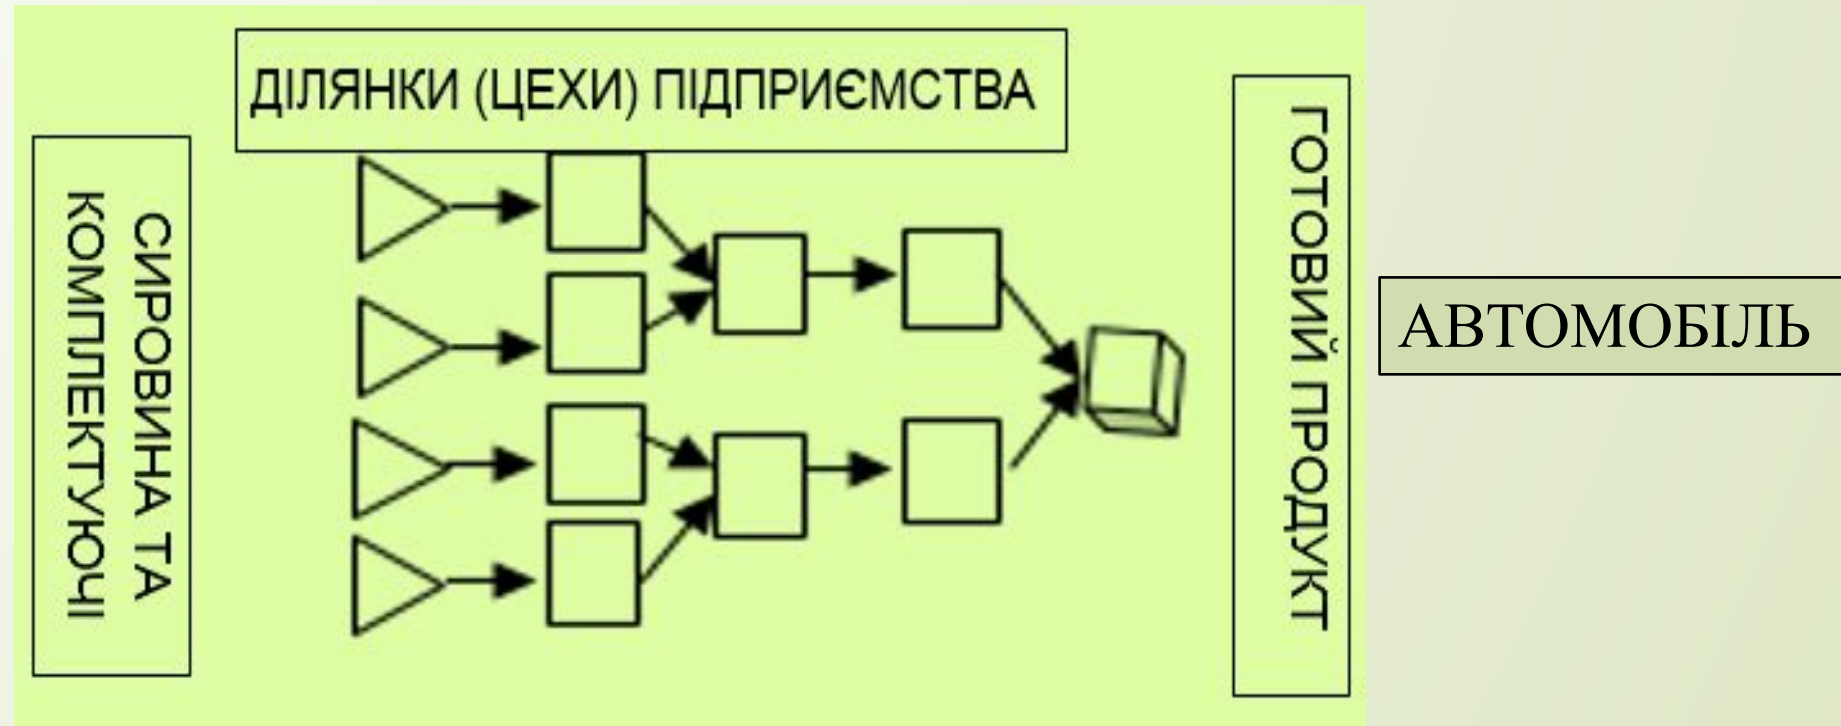 ДІЛЯНКИ (ЦЕХИ) ПІДПРИЄМСТВА
СИРОВИНА ТА
КОМПЛЕКТУЮЧІ
ГОТОВИЙ ПРОДУКТ
АВТОМОБІЛЬ